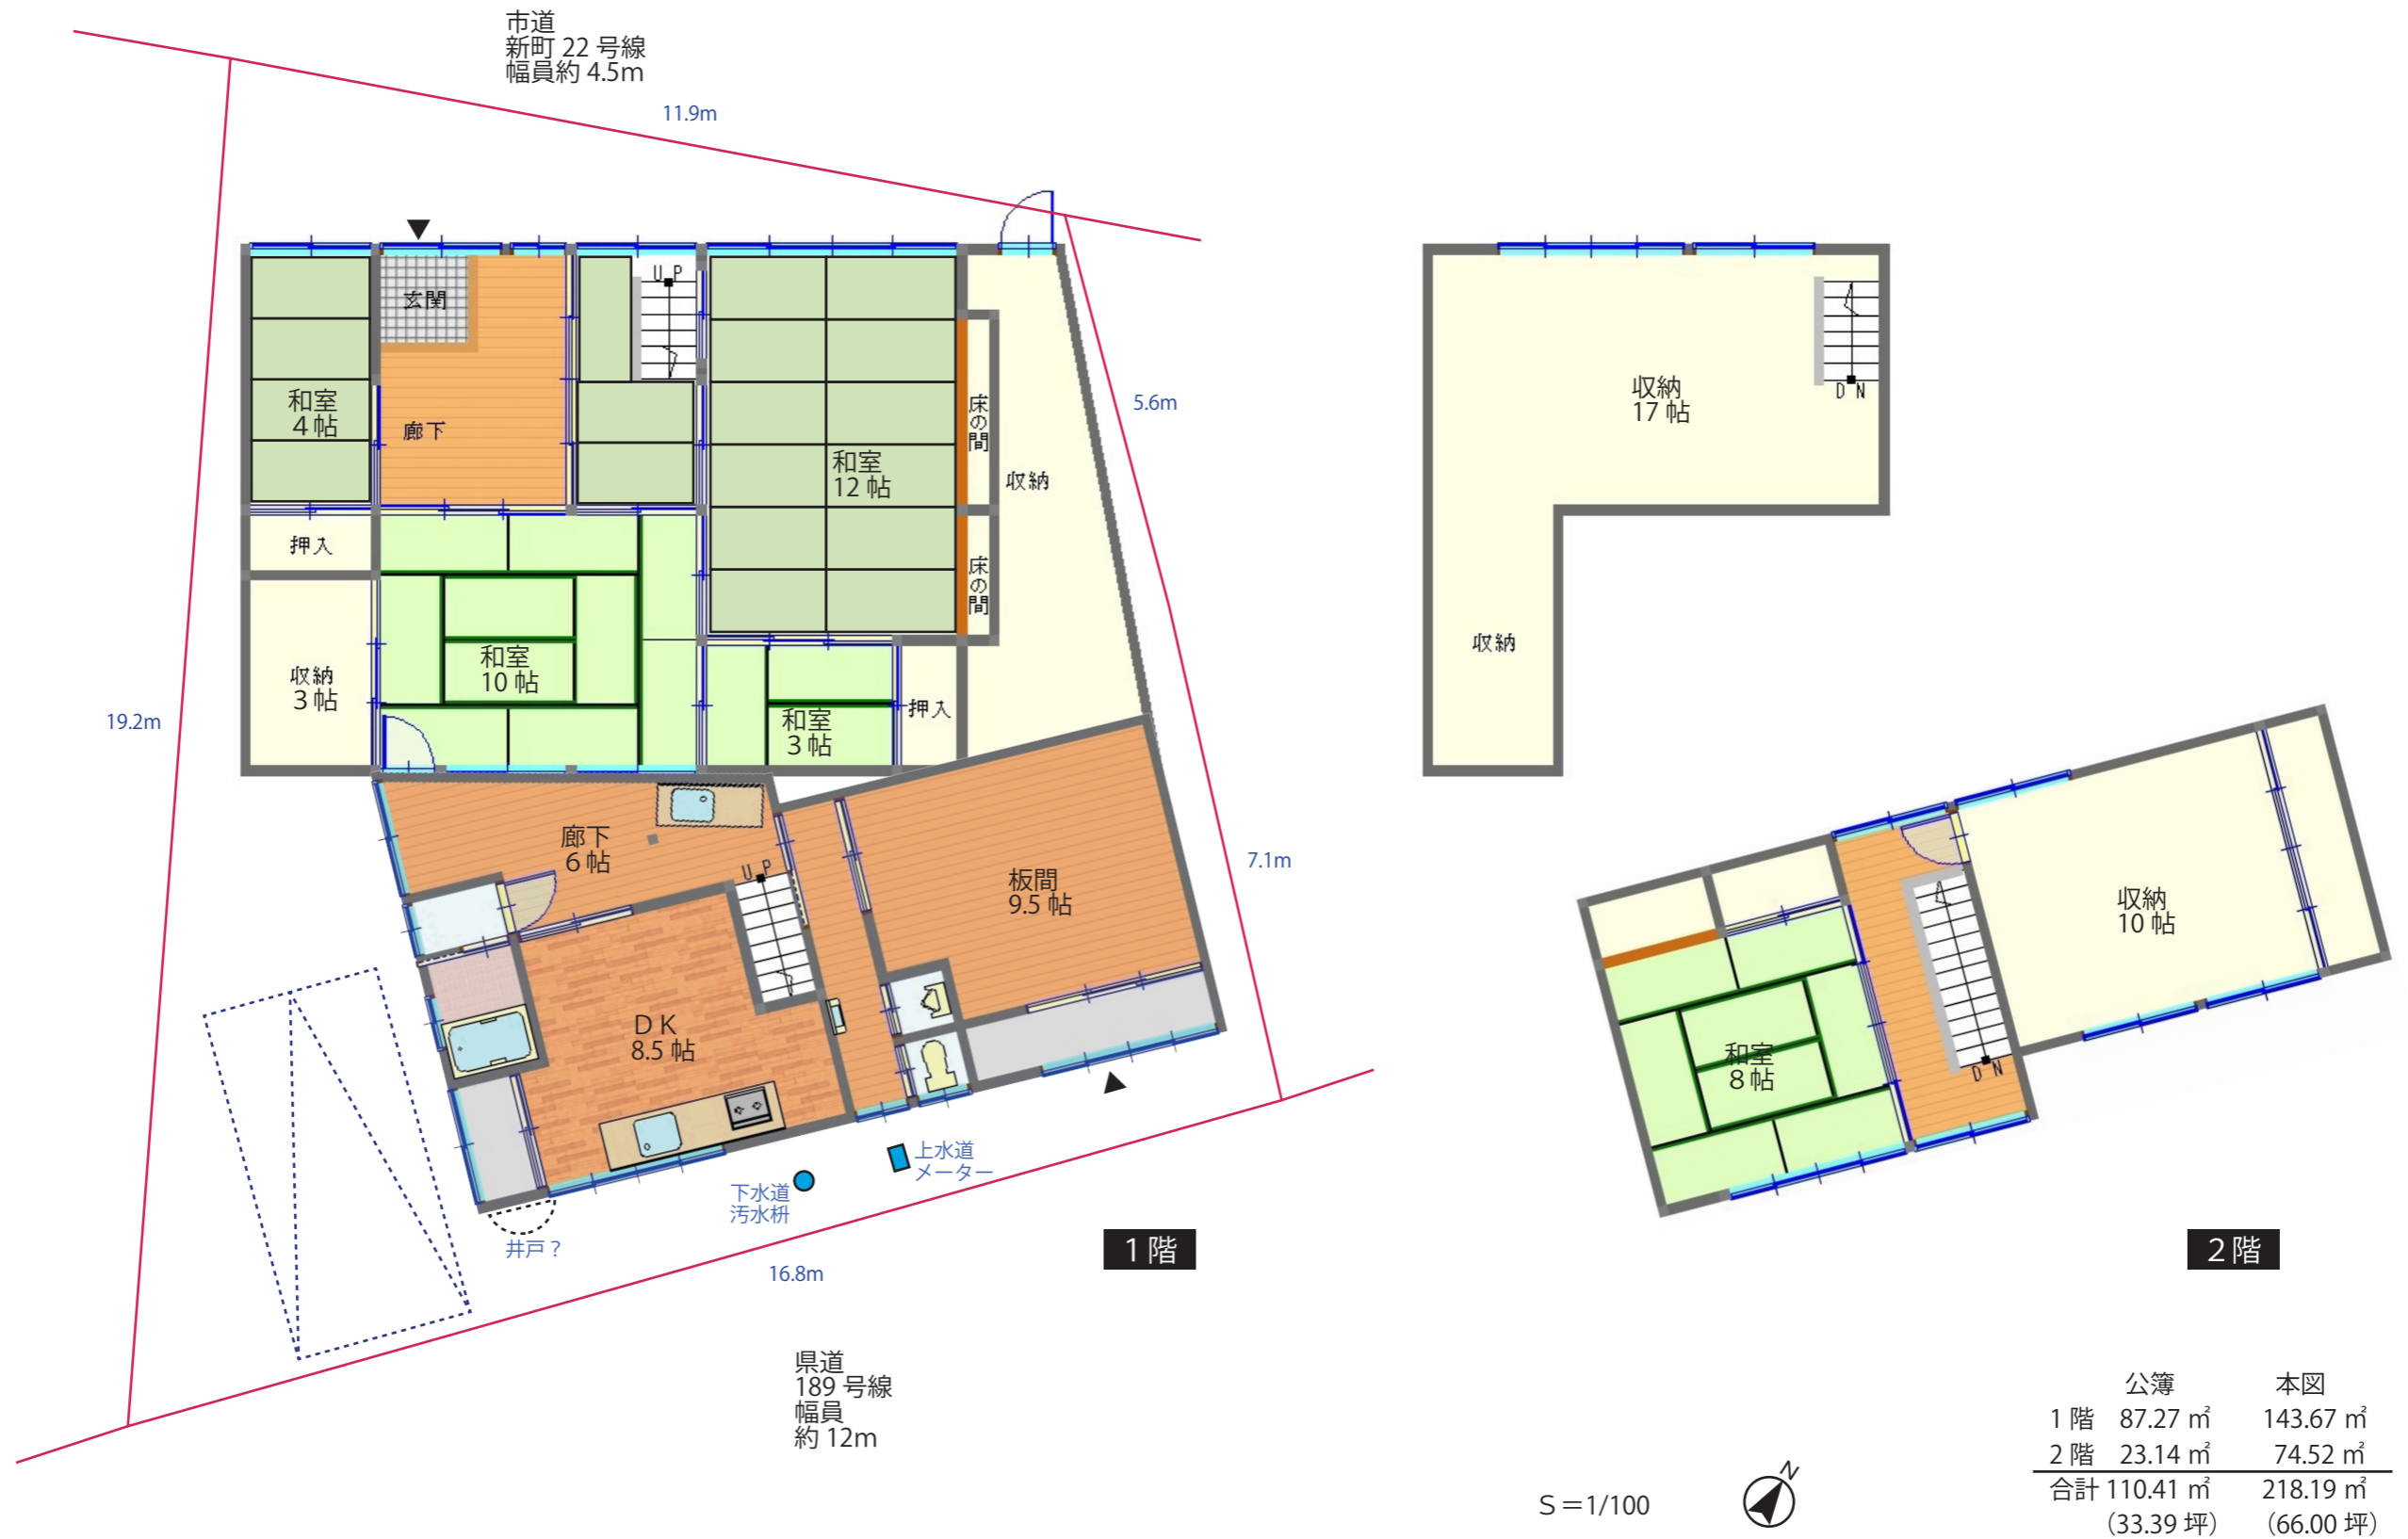 市道
新町 22 号線
幅員約 4.5m
11.9m
玄関
UP
和室
4 帖
廊下
和室
12 帖
床の間
収納
5.6m
押入
床の間
収納
3 帖
和室
10 帖
和室
3 帖
押入
19.2m
廊下
6 帖
UP
板間
9.5 帖
7.1m
DK
8.5 帖
上水道
メーター
下水道
汚水枡
井戸？
16.8m
1 階
県道
189 号線
幅員
約 12m
収納
17 帖
DN
収納
収納
10 帖
和室
8 帖
DN
2 階
S＝1/100
N
公簿 本図
1 階 87.27 ㎡ 143.67 ㎡
2 階 23.14 ㎡ 74.52 ㎡
合計 110.41 ㎡ 218.19 ㎡
（33.39 坪） （66.00 坪）